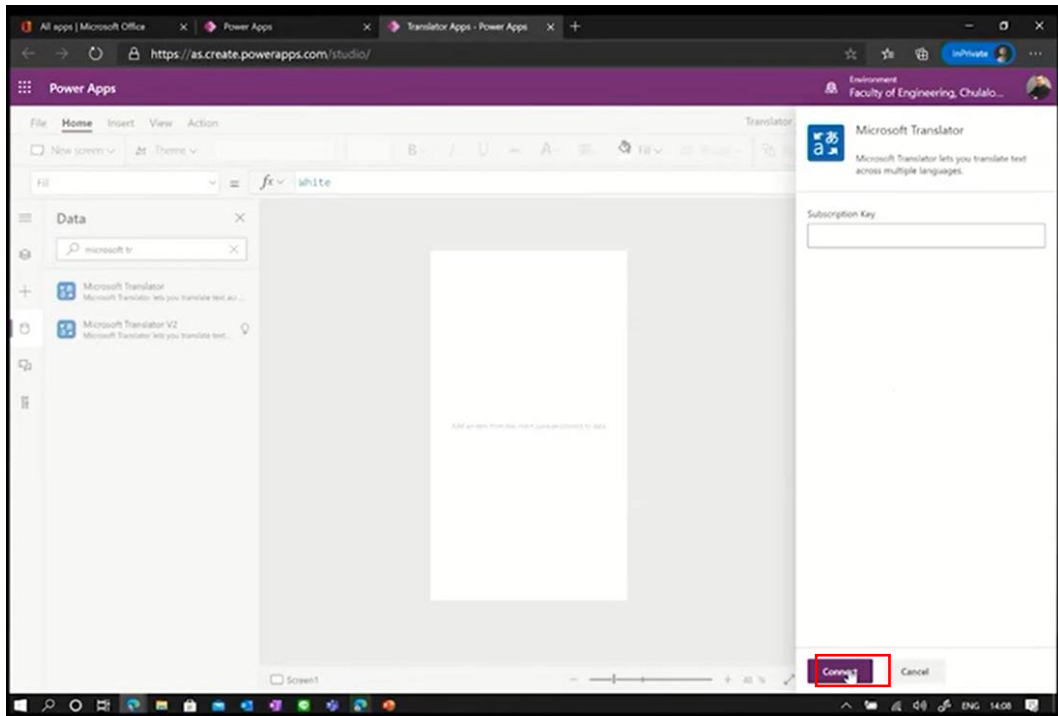 All apps | Microsoft Office
Power Apps
Translator Apps - Power Apps
https://as.create.powerapps.com/studio/
InPrivate
Power Apps
Environment
Faculty of Engineering, Chulalo...
File Home Insert View Action
Translator
New screen
Theme
B I U A
Fill
Fill
=
fx White
Data
microsoft tr
Microsoft Translator
Microsoft Translator lets you translate text ac...
Microsoft Translator V2
Microsoft Translator lets you translate text...
Microsoft Translator
Microsoft Translator lets you translate text
across multiple languages.
Subscription Key
Connect
Cancel
Screen1
ENG 14:08